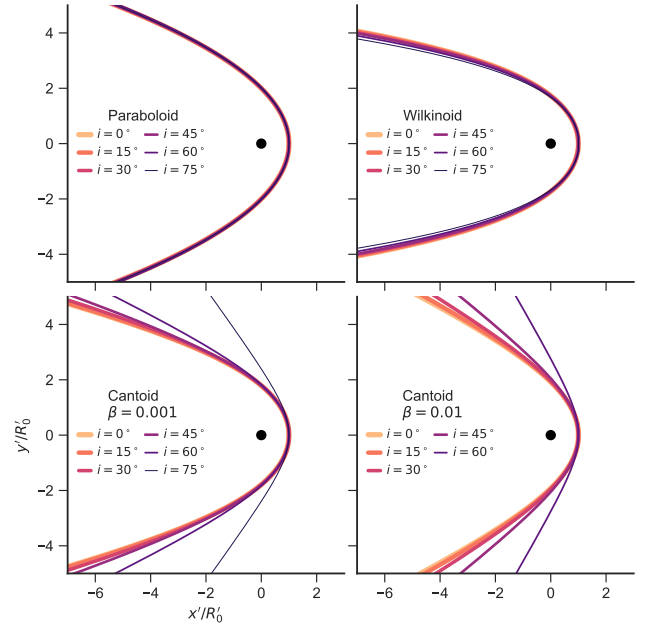 4
2
0
−2
−4
Paraboloid
i = 0° i = 45°
i = 15° i = 60°
i = 30° i = 75°
Wilkinoid
i = 0° i = 45°
i = 15° i = 60°
i = 30° i = 75°
4
2
0
−2
−4
y′/R′₀
Cantoid
β = 0.001
i = 0° i = 45°
i = 15° i = 60°
i = 30° i = 75°
−6 −4 −2 0 2
x′/R′₀
Cantoid
β = 0.01
i = 0° i = 45°
i = 15° i = 60°
i = 30°
−6 −4 −2 0 2